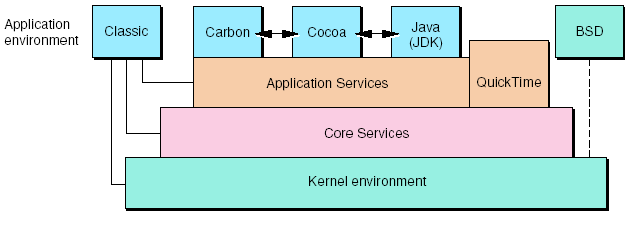 Application
environment
Classic
Carbon
Cocoa
Java
(JDK)
BSD
Application Services
QuickTime
Core Services
Kernel environment